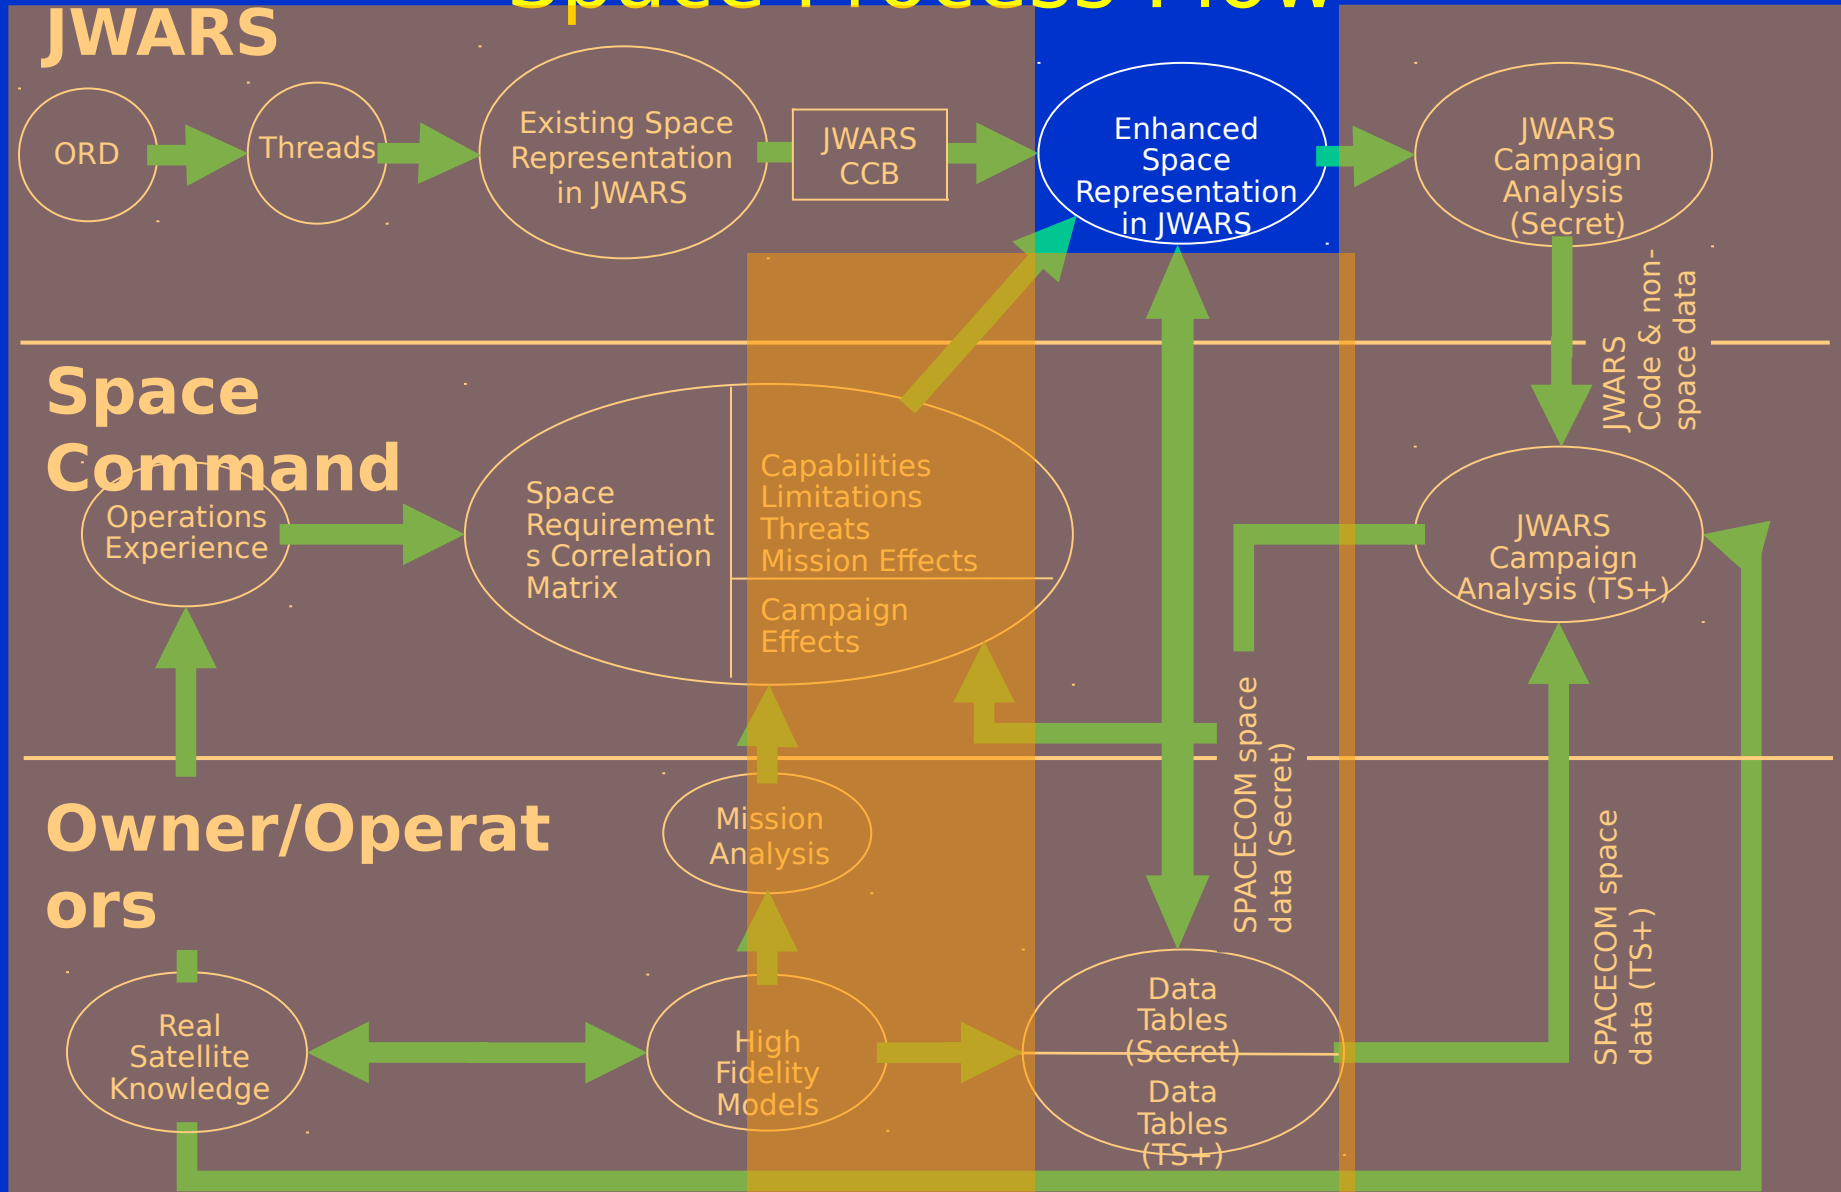 Space Process Flow
JWARS
ORD
Threads
Existing Space
Representation
in JWARS
JWARS
CCB
Enhanced
Space
Representation
in JWARS
JWARS
Campaign
Analysis
(Secret)
JWARS
Code & non-
space data
Space
Command
Operations
Experience
Space
Requirement
s Correlation
Matrix
Capabilities
Limitations
Threats
Mission Effects
Campaign
Effects
JWARS
Campaign
Analysis (TS+)
SPACECOM space
data (Secret)
Owner/Operat
ors
Mission
Analysis
SPACECOM space
data (TS+)
Real
Satellite
Knowledge
High
Fidelity
Models
Data
Tables
(Secret)
Data
Tables
(TS+)